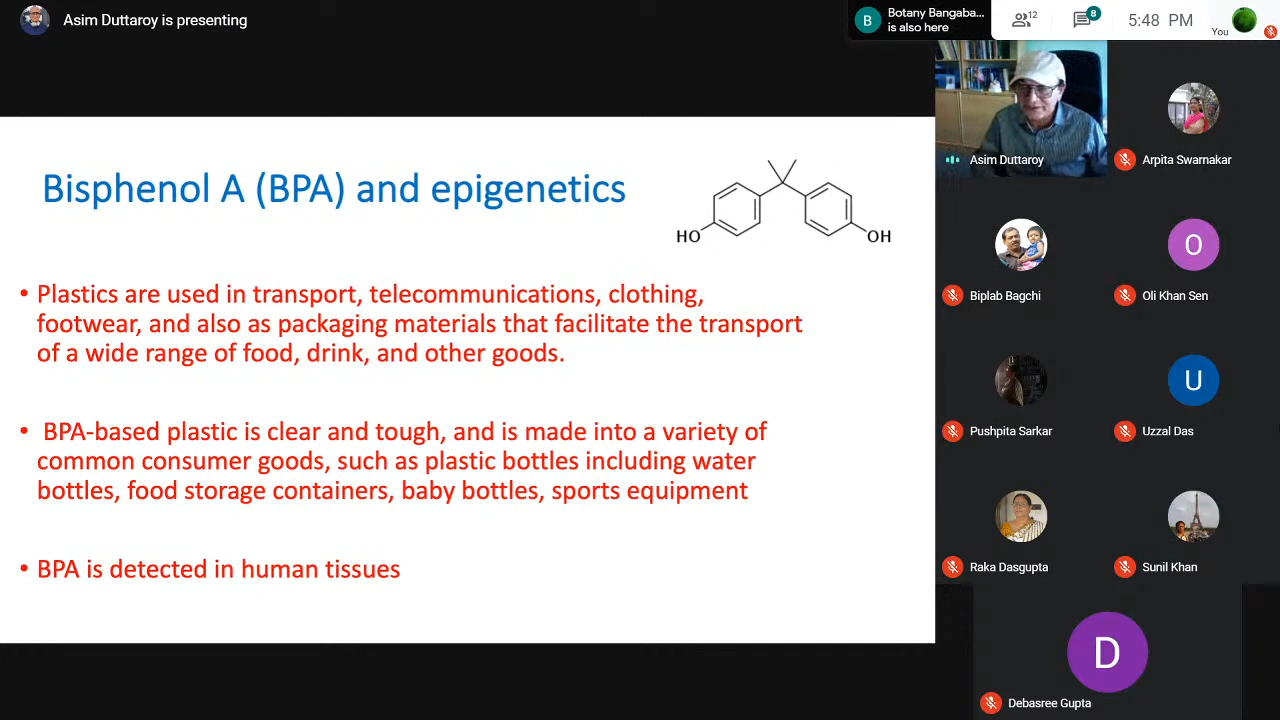 Asim Duttaroy is presenting
B
Botany Bangaba...
is also here
12
8
5:48 PM
You
Bisphenol A (BPA) and epigenetics
HO
OH
• Plastics are used in transport, telecommunications, clothing,
footwear, and also as packaging materials that facilitate the transport
of a wide range of food, drink, and other goods.
• BPA-based plastic is clear and tough, and is made into a variety of
common consumer goods, such as plastic bottles including water
bottles, food storage containers, baby bottles, sports equipment
• BPA is detected in human tissues
Asim Duttaroy
Arpita Swarnakar
Biplab Bagchi
O
Oli Khan Sen
Pushpita Sarkar
U
Uzzal Das
Raka Dasgupta
Sunil Khan
D
Debasree Gupta